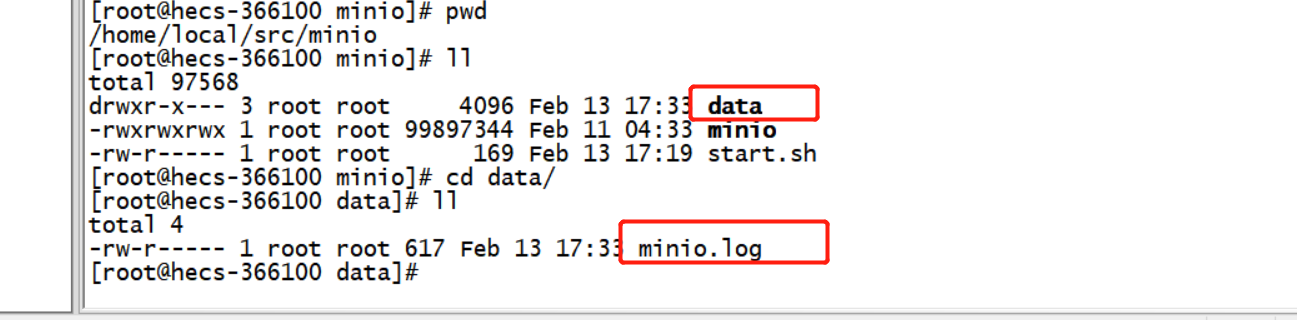 [root@hecs-366100 minio]# pwd
/home/local/src/minio
[root@hecs-366100 minio]# ll
total 97568
drwxr-x--- 3 root root     4096 Feb 13 17:33 data
-rwxrwxrwx 1 root root 99897344 Feb 11 04:33 minio
-rw-r----- 1 root root      169 Feb 13 17:19 start.sh
[root@hecs-366100 minio]# cd data/
[root@hecs-366100 data]# ll
total 4
-rw-r----- 1 root root 617 Feb 13 17:33 minio.log
[root@hecs-366100 data]#